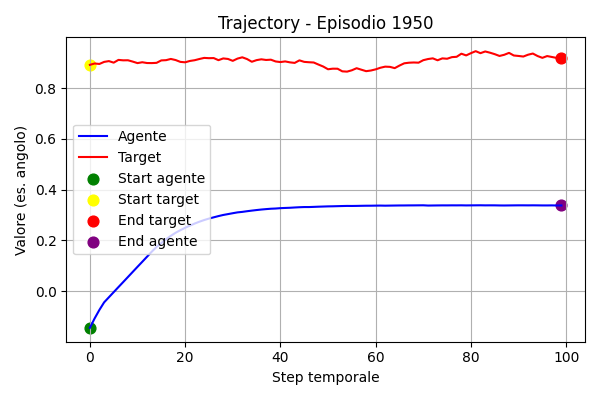 Trajectory - Episodio 1950
Valore (es. angolo)
0.8
0.6
0.4
0.2
0.0
Agente
Target
Start agente
Start target
End target
End agente
0 20 40 60 80 100
Step temporale